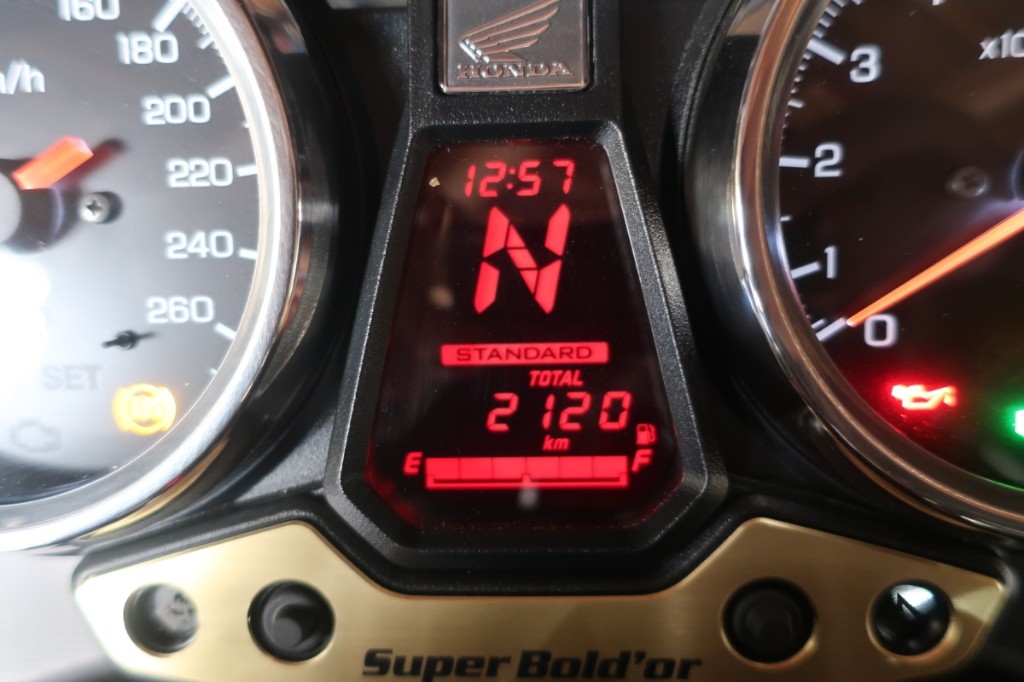 160
180
200
220
240
260
SET
HONDA
12:57
N
STANDARD
TOTAL
2120
km
E F
3
2
1
0
Super Bold'or